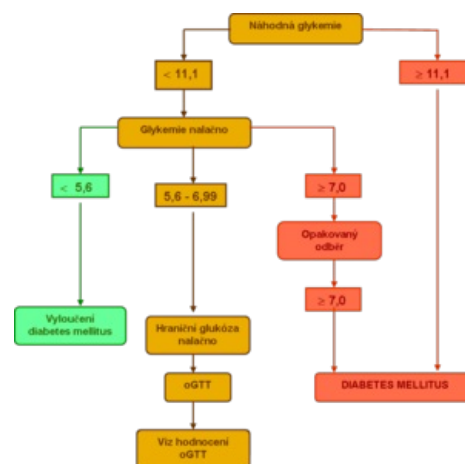 Náhodná glykemie
< 11,1
≥ 11,1
Glykemie nalačno
< 5,6
5,6 - 6,99
≥ 7,0
Opakovaný
odběr
≥ 7,0
Vyloučení
diabetes mellitus
Hraniční glukóza
nalačno
oGTT
DIABETES MELLITUS
Viz hodnocení
oGTT